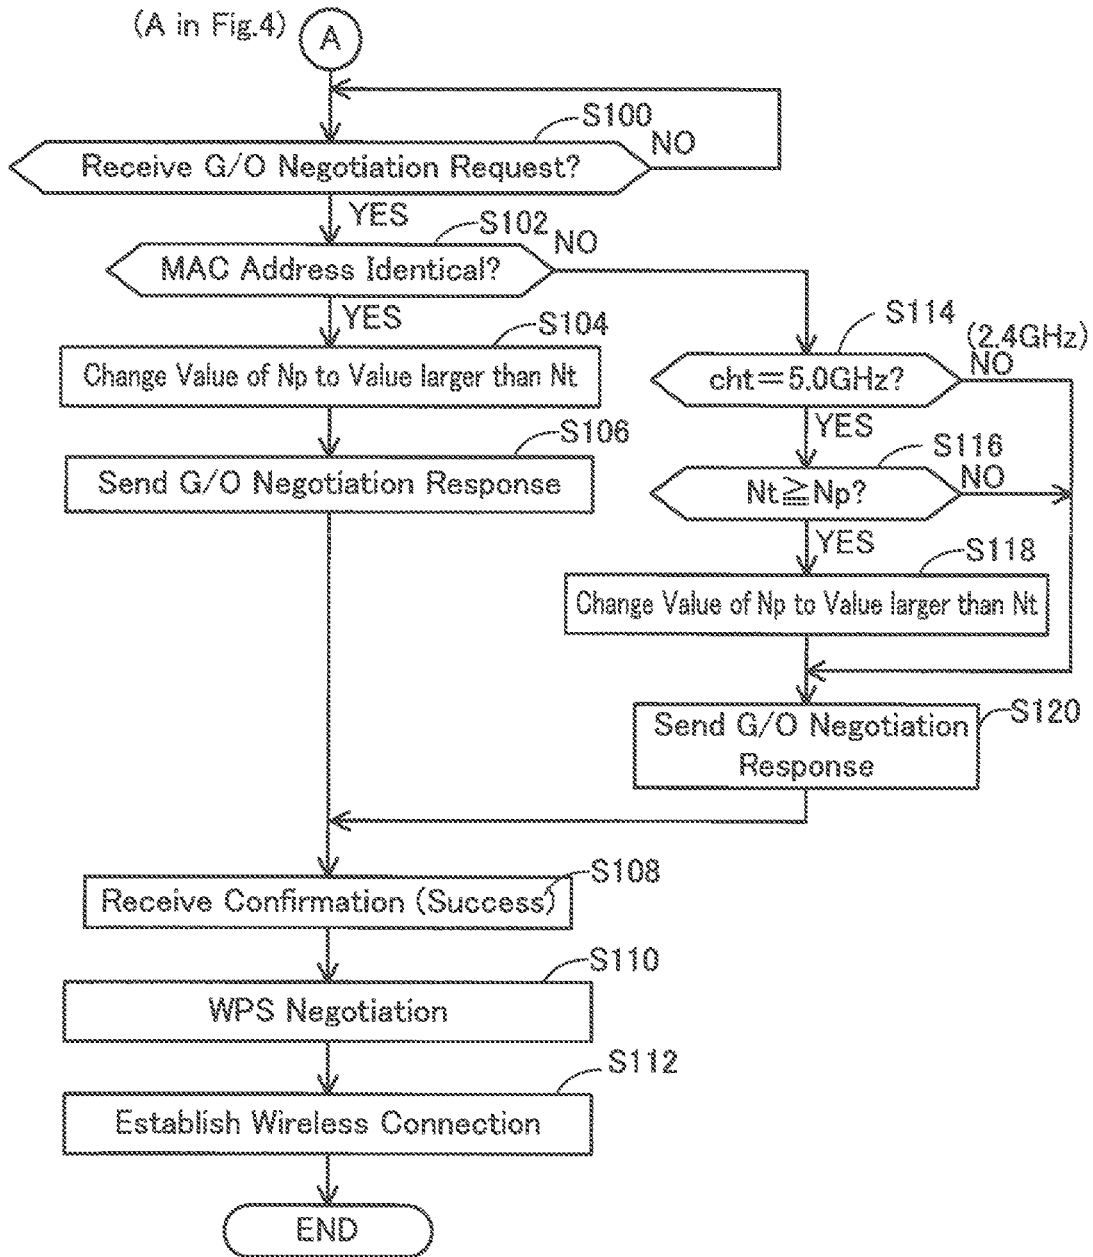 (A in Fig.4)
A
S100
Receive G/O Negotiation Request?
NO
YES
S102
MAC Address Identical?
NO
YES
S104
Change Value of Np to Value larger than Nt
S106
Send G/O Negotiation Response
S114
(2.4GHz)
cht=5.0GHz?
NO
YES
S116
Nt≧Np?
NO
YES
S118
Change Value of Np to Value larger than Nt
S120
Send G/O Negotiation
Response
S108
Receive Confirmation (Success)
S110
WPS Negotiation
S112
Establish Wireless Connection
END